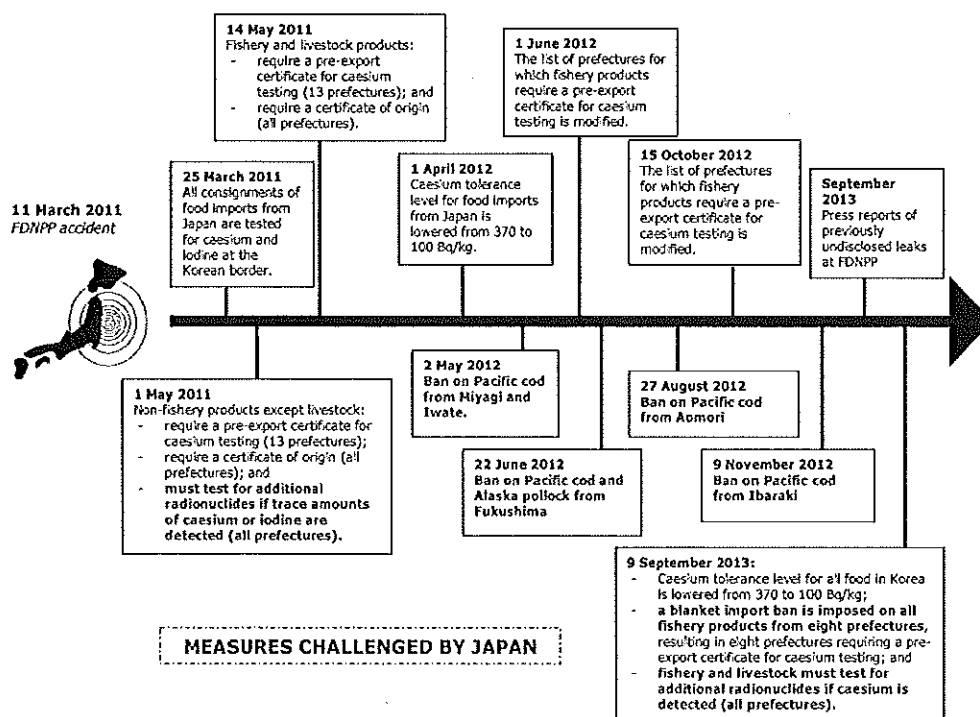 14 May 2011
Fishery and livestock products:
- require a pre-export
certificate for caesium
testing (13 prefectures); and
- require a certificate of origin
(all prefectures).
1 June 2012
The list of prefectures for
which fishery products
require a pre-export
certificate for caesium
testing is modified.
25 March 2011
All consignments of
food imports from
Japan are tested
for caesium and
iodine at the
Korean border.
1 April 2012
Caesium tolerance
level for food imports
from Japan is
lowered from 370 to
100 Bq/kg.
15 October 2012
The list of prefectures
for which fishery
products require a pre-
export certificate for
caesium testing is
modified.
September
2013
Press reports of
previously
undisclosed leaks
at FDNPP
11 March 2011
FDNPP accident
1 May 2011
Non-fishery products except livestock:
- require a pre-export certificate for
caesium testing (13 prefectures);
- require a certificate of origin (all
prefectures); and
- must test for additional
radionuclides if trace amounts
of caesium or iodine are
detected (all prefectures).
2 May 2012
Ban on Pacific cod
from Miyagi and
Iwate.
27 August 2012
Ban on Pacific cod
from Aomori
22 June 2012
Ban on Pacific cod and
Alaska pollock from
Fukushima
9 November 2012
Ban on Pacific cod
from Ibaraki
9 September 2013:
- Caesium tolerance level for all food in Korea
is lowered from 370 to 100 Bq/kg;
- a blanket import ban is imposed on all
fishery products from eight prefectures,
resulting in eight prefectures requiring a pre-
export certificate for caesium testing; and
- fishery and livestock must test for
additional radionuclides if caesium is
detected (all prefectures).
MEASURES CHALLENGED BY JAPAN